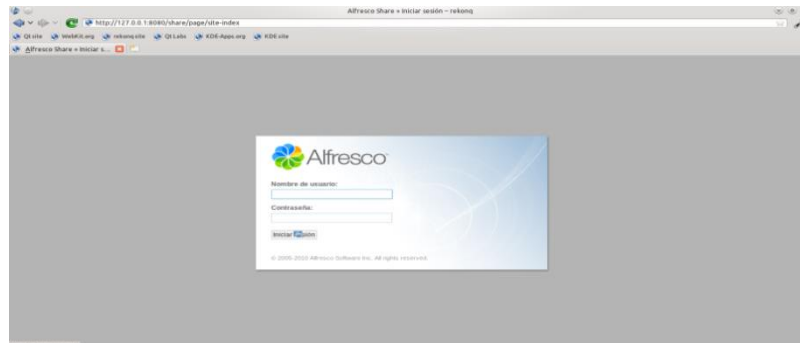 Alfresco Share » Iniciar sesión – rekonq
http://127.0.0.1:8080/share/page/site-index
Qt site WebKit.org rekonq site Qt Labs KDE-Apps.org KDE site
Alfresco Share » Iniciar s...
Alfresco
Nombre de usuario:
Contraseña:
Iniciar sesión
© 2005-2010 Alfresco Software Inc. All rights reserved.